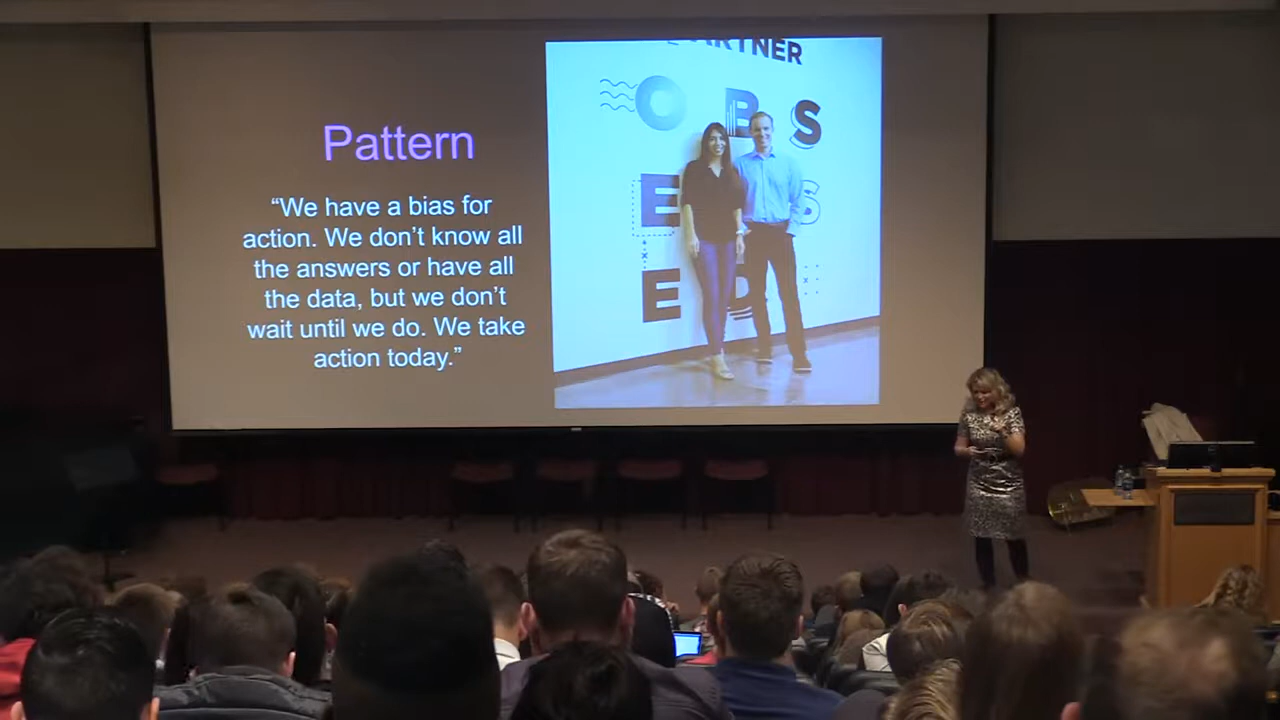 Pattern
“We have a bias for
action. We don’t know all
the answers or have all
the data, but we don’t
wait until we do. We take
action today.”
O B S
E S
E D